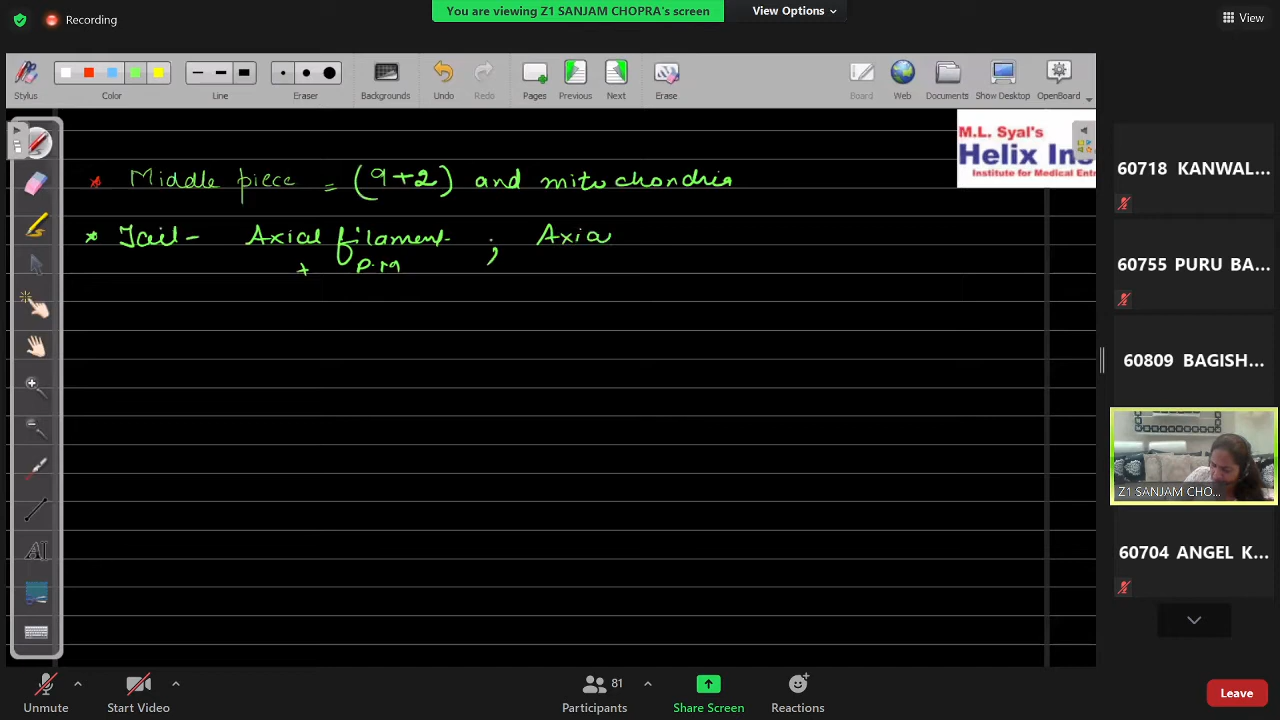 Recording
You are viewing Z1 SANJAM CHOPRA's screen
View Options
View
Stylus
Color
Line
Eraser
Backgrounds
Undo
Redo
Pages
Previous
Next
Erase
Board
Web
Documents
Show Desktop
OpenBoard
M.L. Syal's
Helix Ins
Institute for Medical Entr
* Middle piece = (9+2) and mitochondria
* Tail - Axial filament ; Axia
+ P.M
60718 KANWAL...
60755 PURU BA...
60809 BAGISH...
Z1 SANJAM CHO...
60704 ANGEL K...
Unmute
Start Video
81
Participants
Share Screen
Reactions
Leave